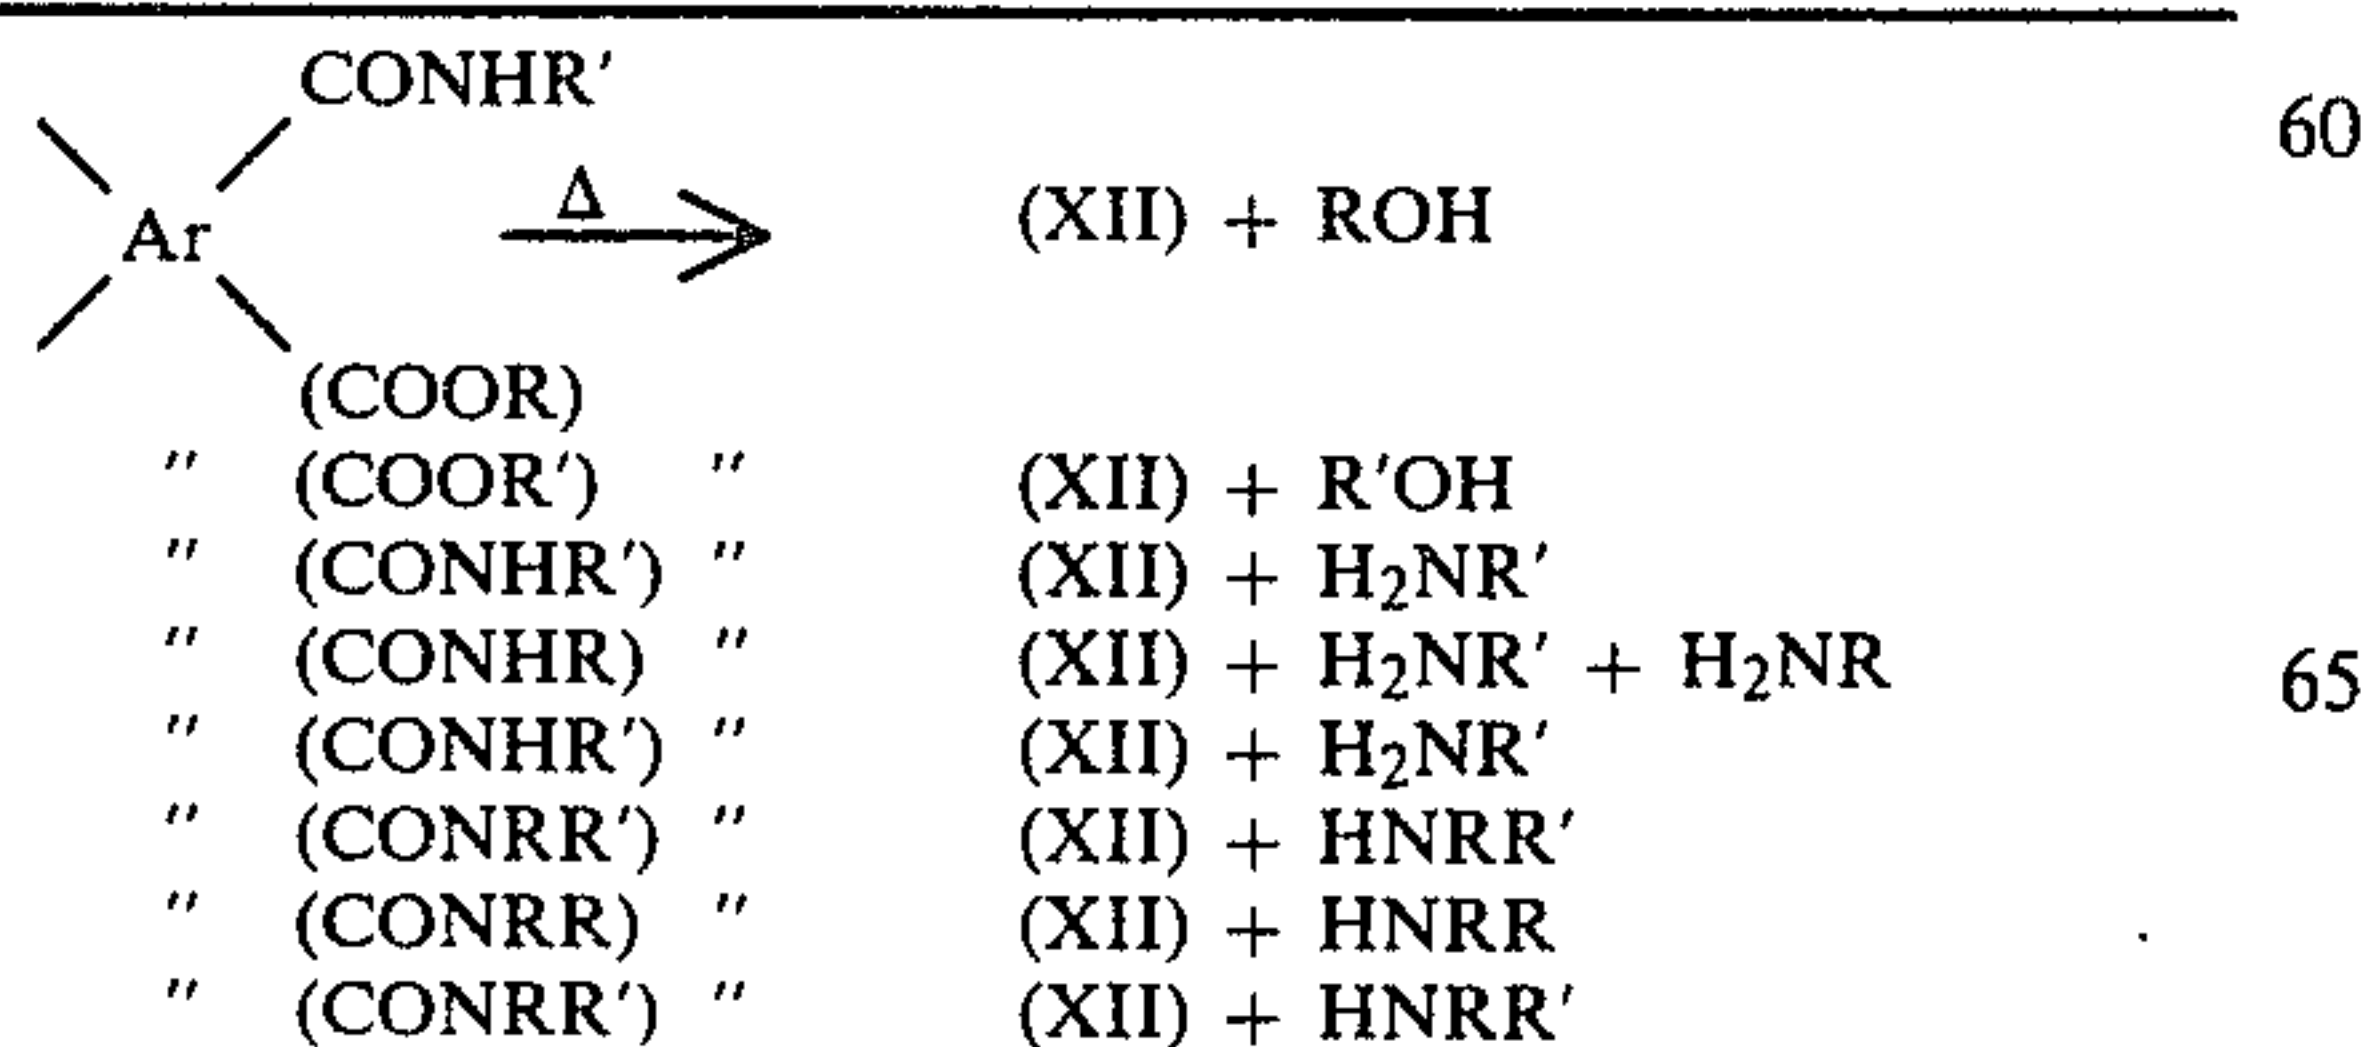 CONHR'
60
Δ
Ar (XII) + ROH
(COOR)
" (COOR') " (XII) + R'OH
" (CONHR') " (XII) + H₂NR'
" (CONHR) " (XII) + H₂NR' + H₂NR
65
" (CONHR') " (XII) + H₂NR'
" (CONRR') " (XII) + HNRR'
" (CONRR) " (XII) + HNRR
" (CONRR') " (XII) + HNRR'